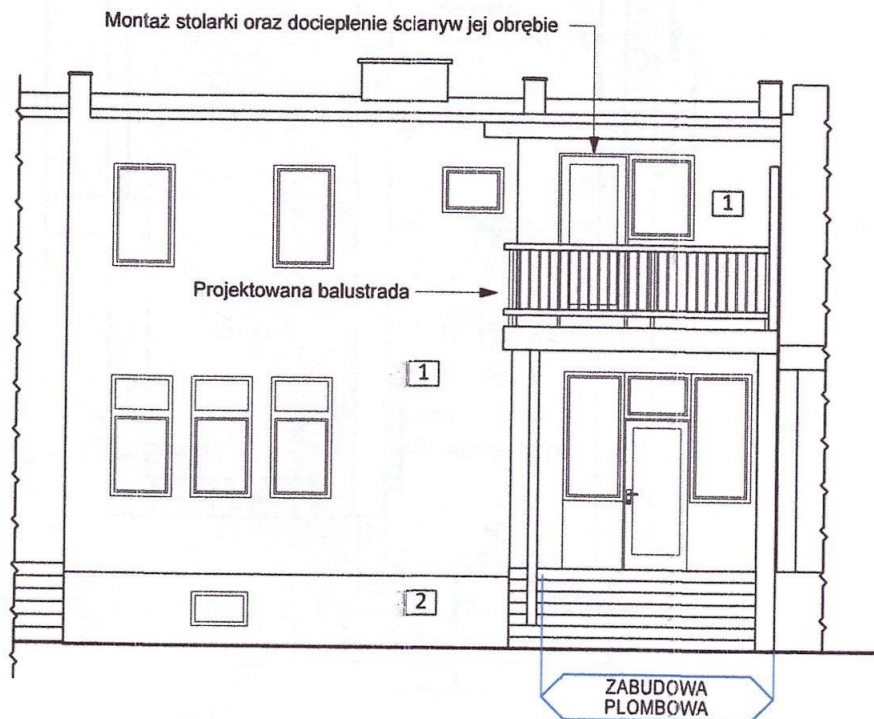 Montaż stolarki oraz docieplenie ścianyw jej obrębie
1
Projektowana balustrada
1
2
ZABUDOWA
PLOMBOWA